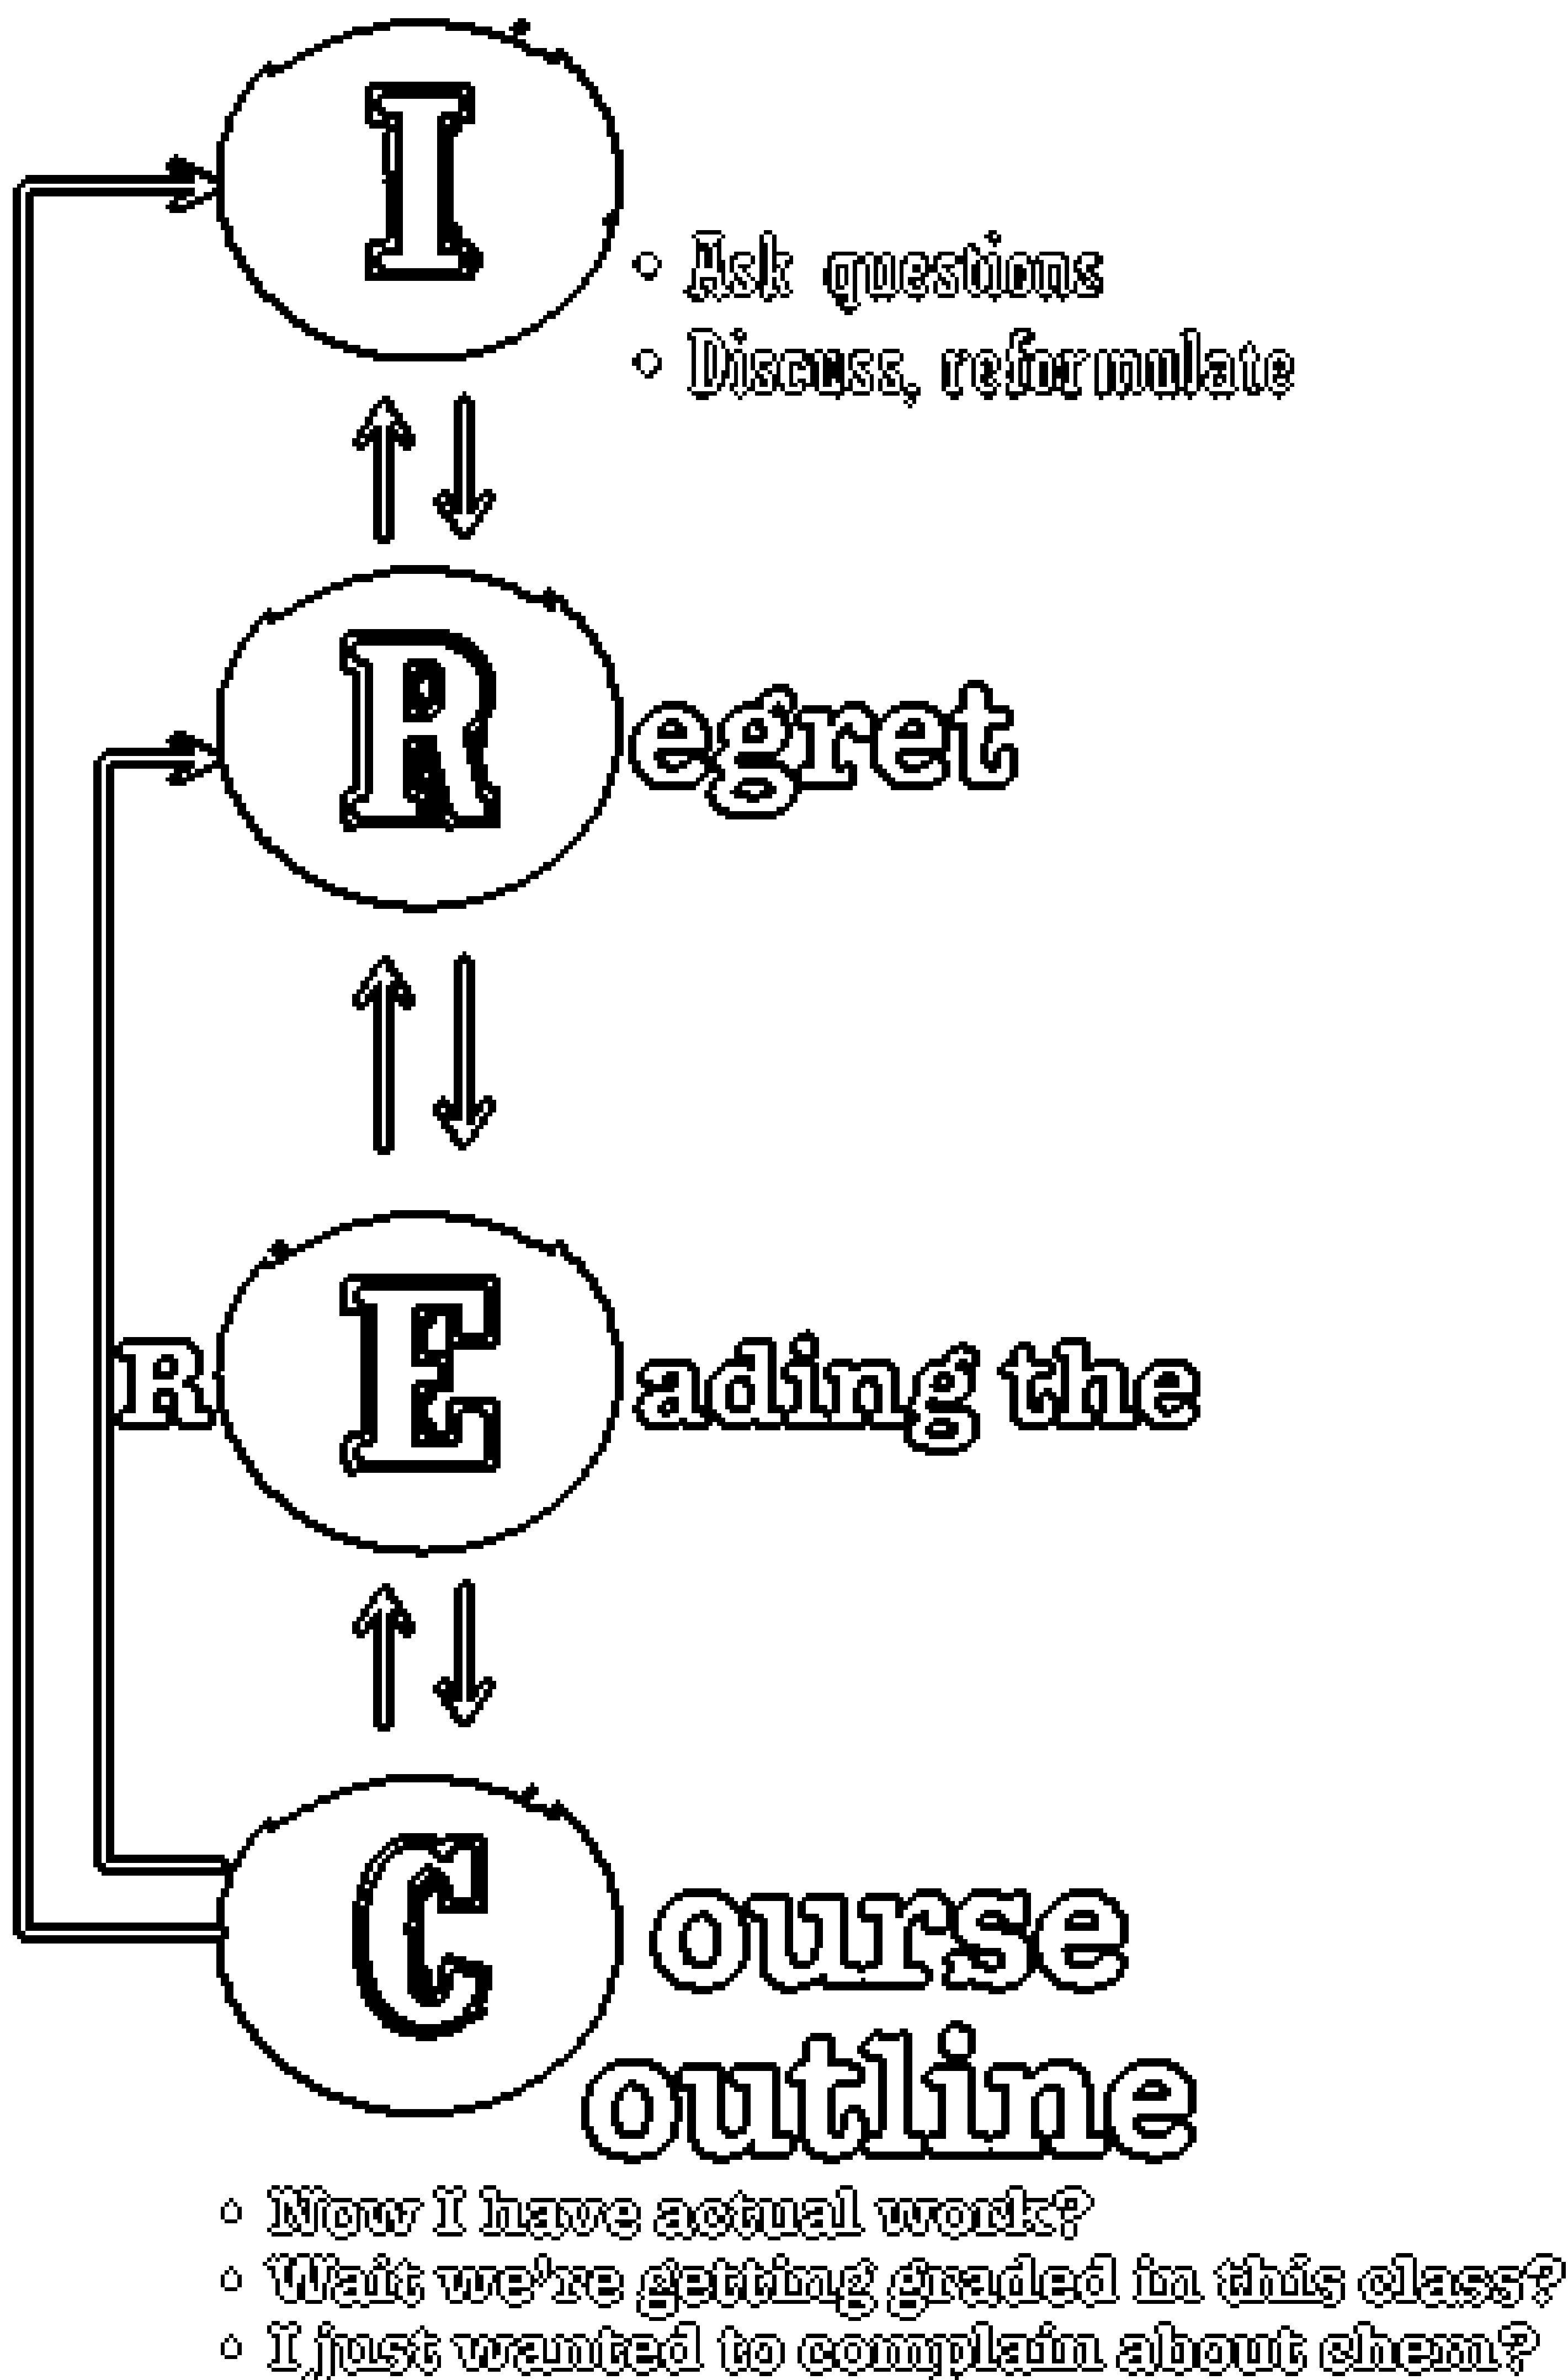 I
◦ Ask questions
◦ Discuss, reformulate
Regret
REading the
Course
outline
◦ Now I have actual work?
◦ Wait we're getting graded in this class?
◦ I just wanted to complain about chem?